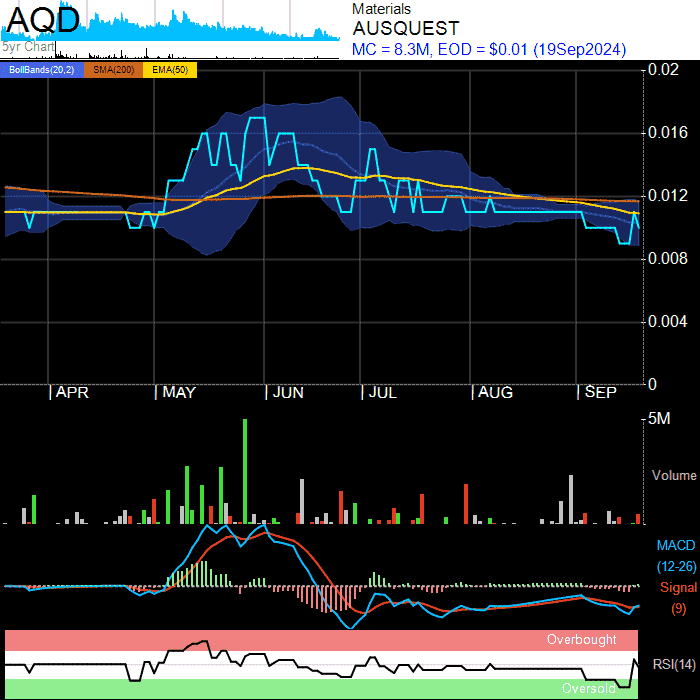 AQD
5yr Chart
Materials
AUSQUEST
MC = 8.3M, EOD = $0.01 (19Sep2024)
BollBands(20,2) SMA(200) EMA(50)
0.02
0.016
0.012
0.008
0.004
0
APR MAY JUN JUL AUG SEP
5M
Volume
MACD
(12-26)
Signal
(9)
Overbought
RSI(14)
Oversold